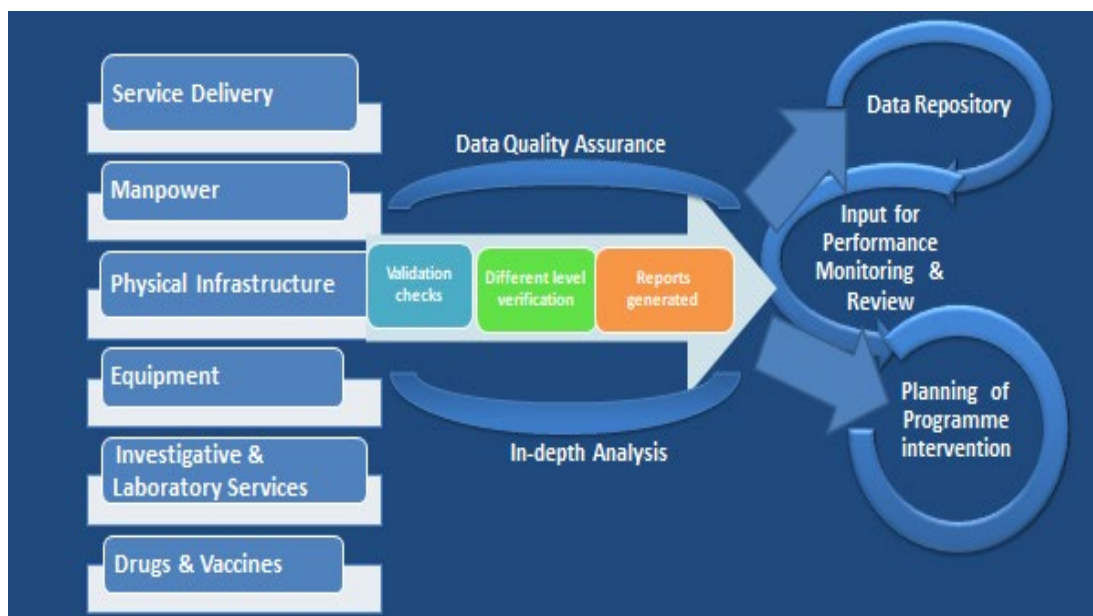 Service Delivery
Manpower
Physical Infrastructure
Equipment
Investigative &
Laboratory Services
Drugs & Vaccines
Data Quality Assurance
Validation
checks
Different level
verification
Reports
generated
In-depth Analysis
Data Repository
Input for
Performance
Monitoring &
Review
Planning of
Programme
intervention